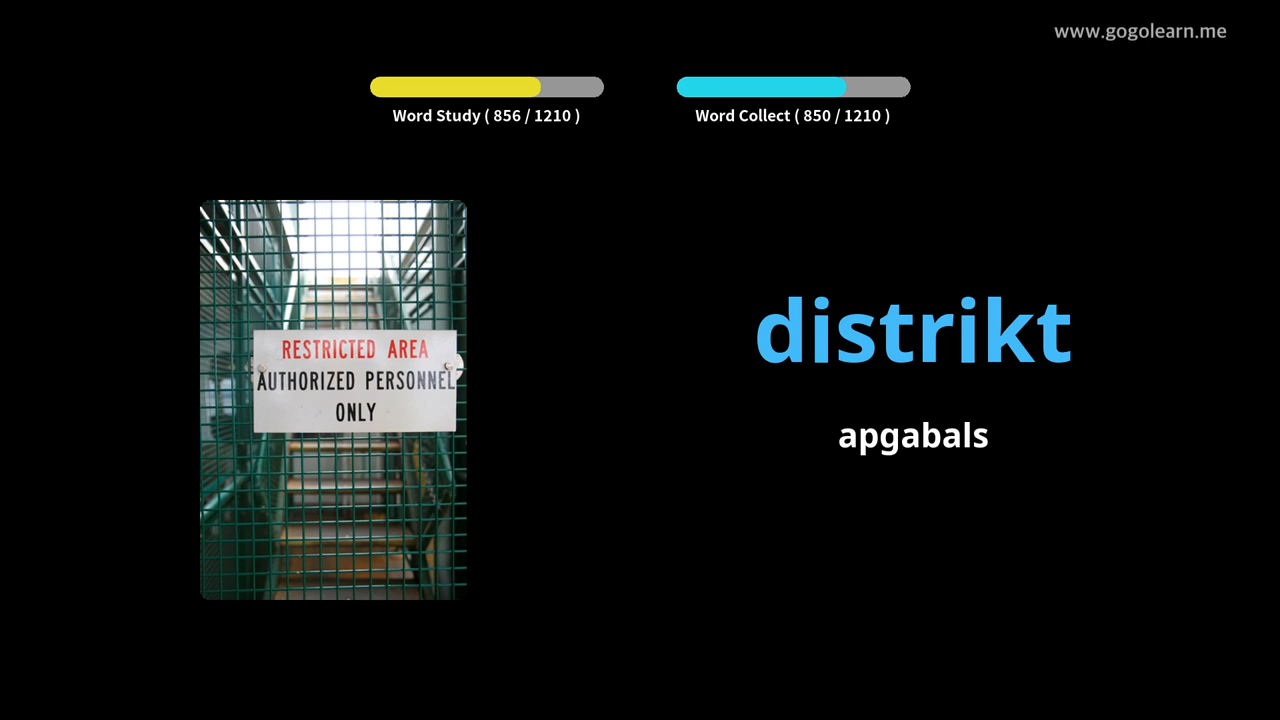 www.gogolearn.me
Word Study ( 856 / 1210 )
Word Collect ( 850 / 1210 )
RESTRICTED AREA
AUTHORIZED PERSONNEL
ONLY
distrikt
apgabals